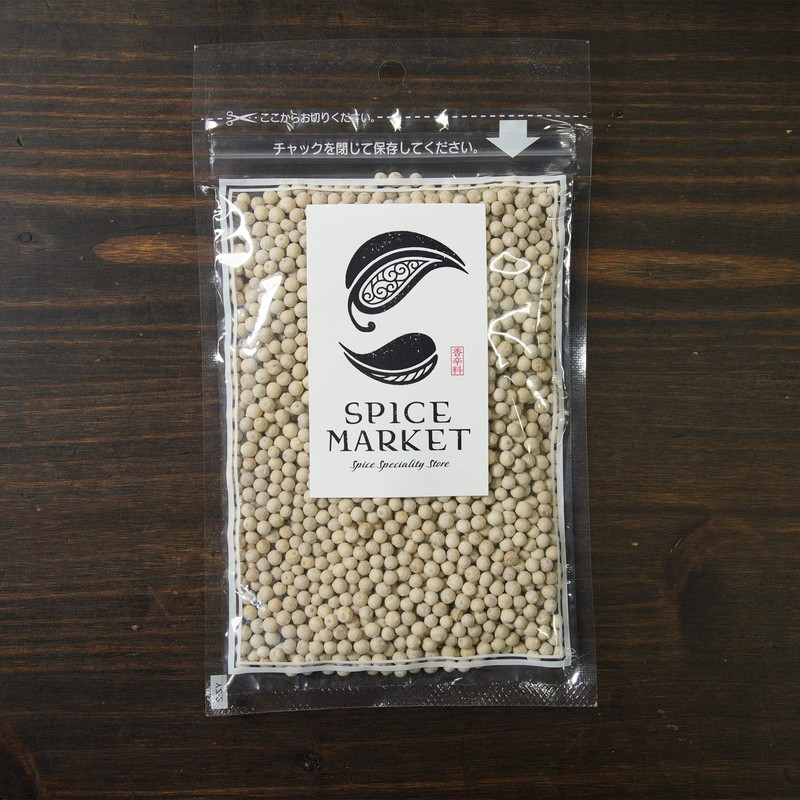 ここからお切りください。
チャックを閉じて保存してください。
香辛料
SPICE
MARKET
Spice Speciality Store